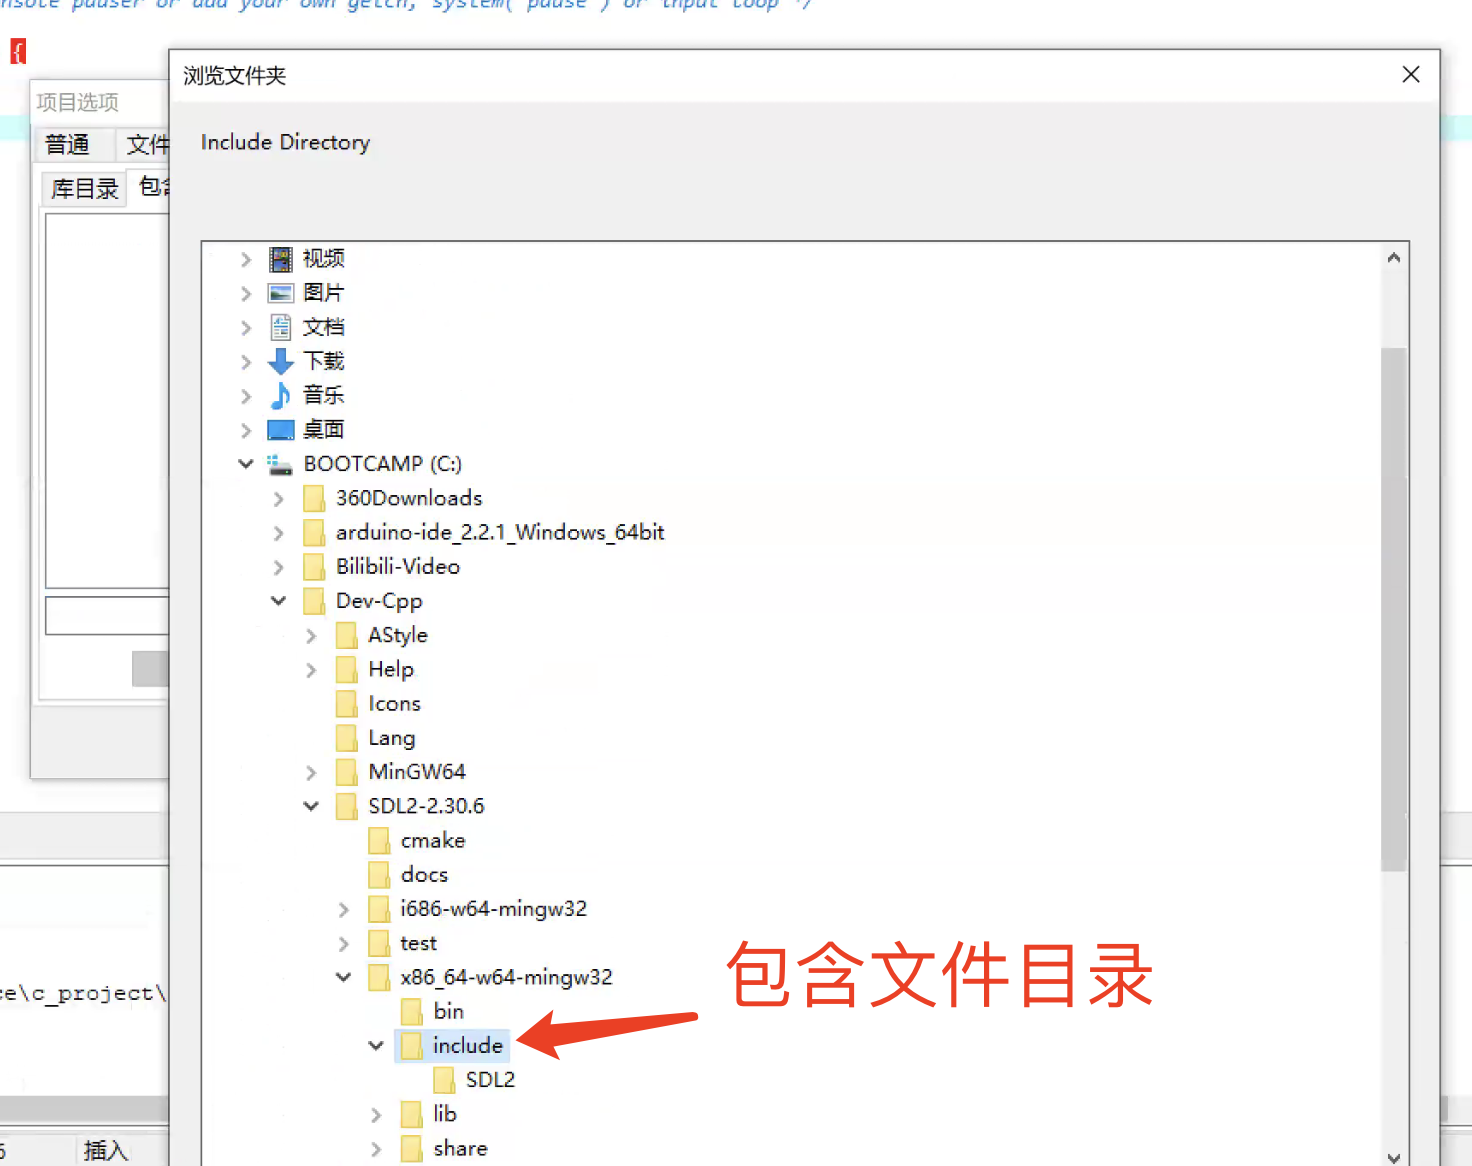 pauser or add your own getch, system("pause") or input loop */
{
浏览文件夹
项目选项
Include Directory
普通
文件
库目录
视频
图片
文档
下载
音乐
桌面
BOOTCAMP (C:)
360Downloads
arduino-ide_2.2.1_Windows_64bit
Bilibili-Video
Dev-Cpp
AStyle
Help
Icons
Lang
MinGW64
SDL2-2.30.6
cmake
docs
i686-w64-mingw32
test
x86_64-w64-mingw32
包含文件目录
c_project\
bin
include
SDL2
lib
插入
share